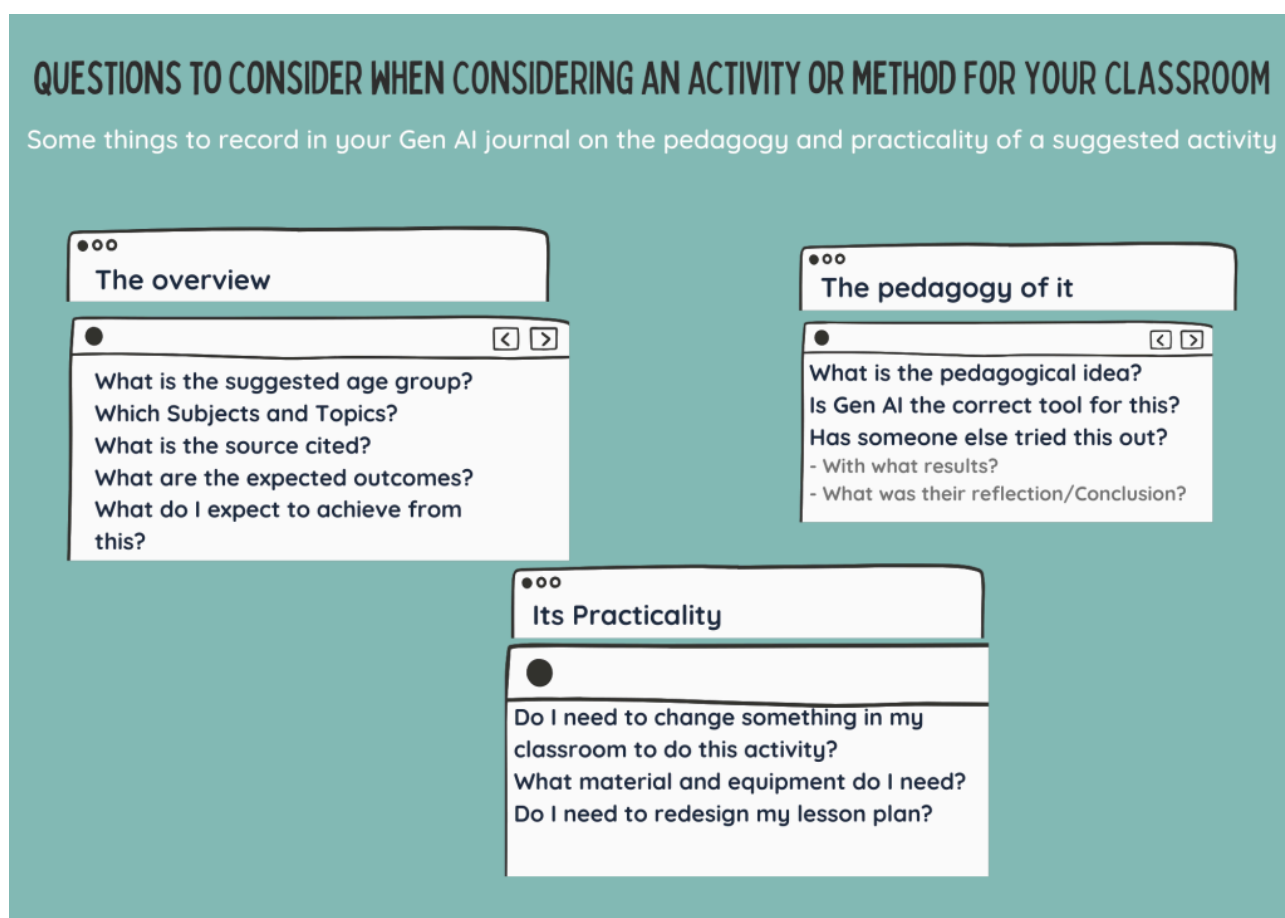 QUESTIONS TO CONSIDER WHEN CONSIDERING AN ACTIVITY OR METHOD FOR YOUR CLASSROOM
Some things to record in your Gen AI journal on the pedagogy and practicality of a suggested activity
The overview
What is the suggested age group?
Which Subjects and Topics?
What is the source cited?
What are the expected outcomes?
What do I expect to achieve from
this?
The pedagogy of it
What is the pedagogical idea?
Is Gen AI the correct tool for this?
Has someone else tried this out?
- With what results?
- What was their reflection/Conclusion?
Its Practicality
Do I need to change something in my
classroom to do this activity?
What material and equipment do I need?
Do I need to redesign my lesson plan?